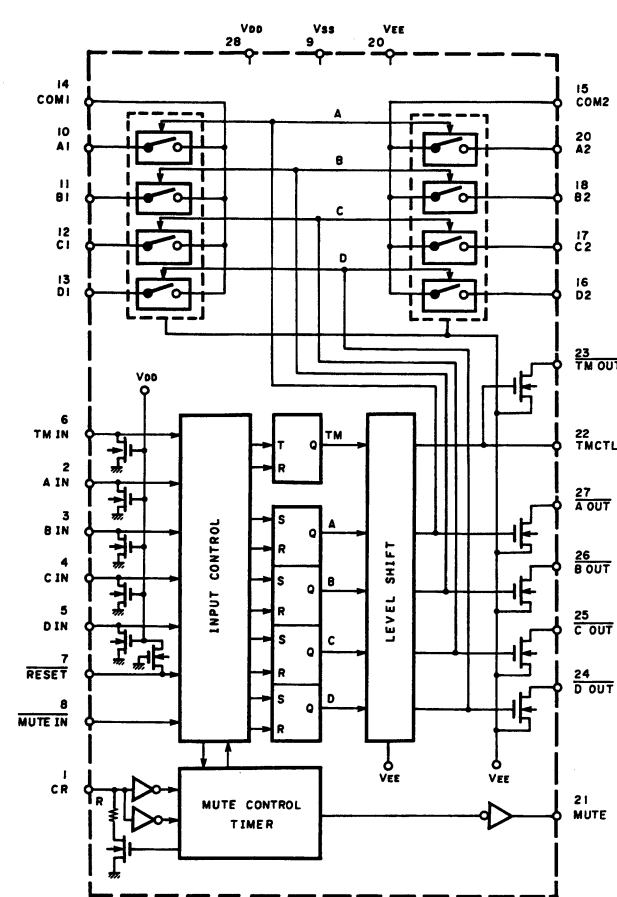 VDD
VSS
VEE
28
9
20
14
COM1
15
COM2
10
A1
A
20
A2
11
B1
B
18
B2
12
C1
C
17
C2
13
D1
D
16
D2
23
TM OUT
VDD
6
TM IN
T
Q
TM
R
22
TMCTL
2
A IN
3
B IN
4
C IN
5
D IN
7
RESET
8
MUTE IN
INPUT CONTROL
S
Q
A
R
S
Q
B
R
S
Q
C
R
S
Q
D
R
LEVEL SHIFT
27
A OUT
26
B OUT
25
C OUT
24
D OUT
VEE
VEE
1
CR
R
MUTE CONTROL
TIMER
21
MUTE